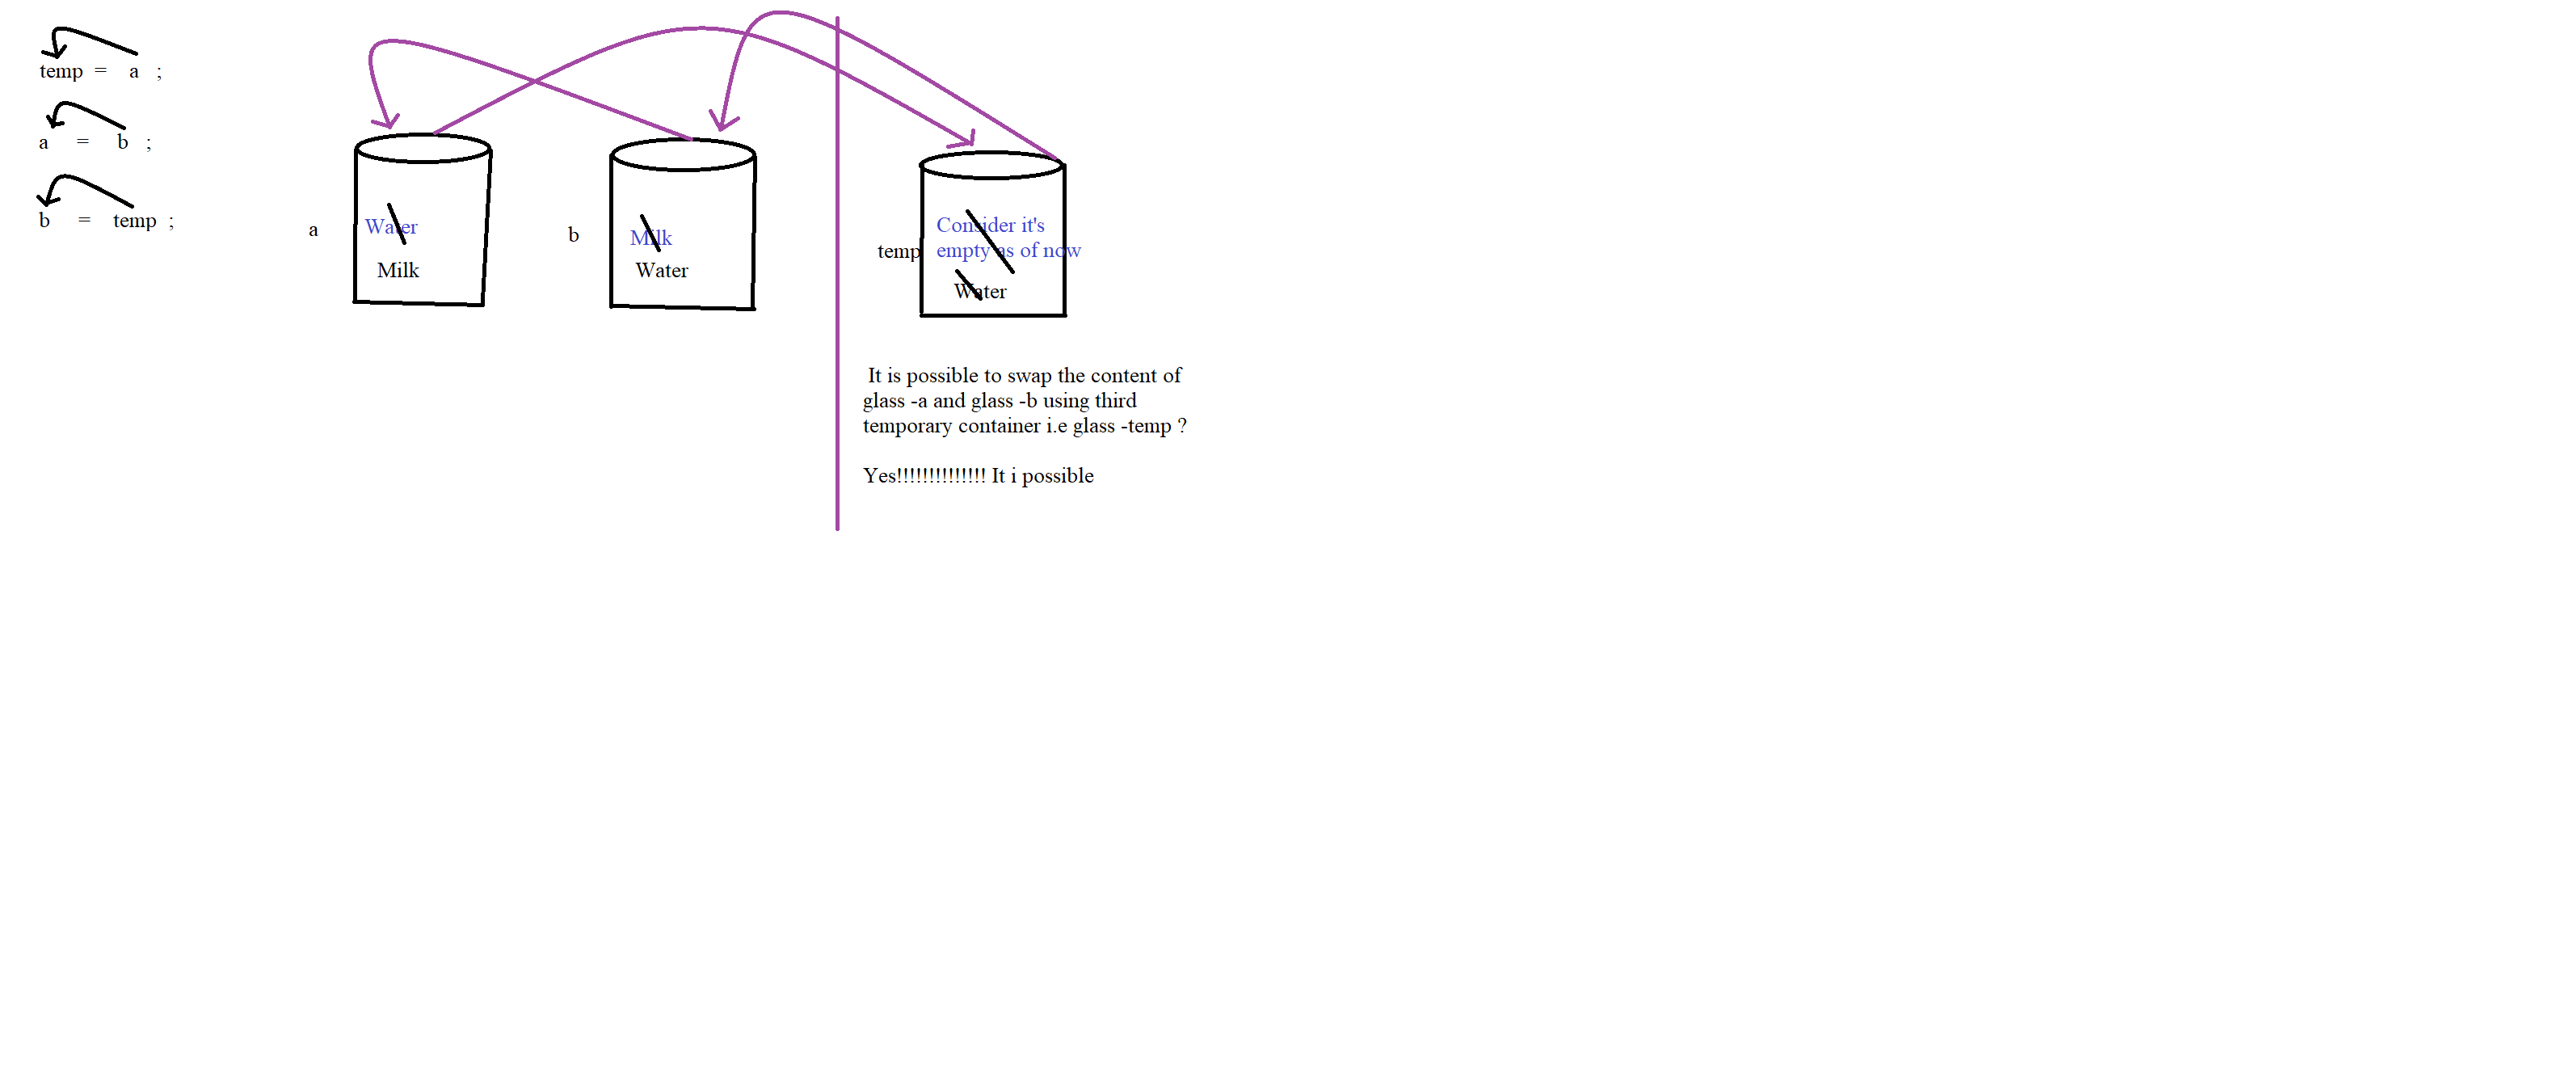 temp = a ;
a = b ;
b = temp ;
a
Water
Milk
b
Milk
Water
temp
Consider it's
empty as of now
Water
It is possible to swap the content of
glass -a and glass -b using third
temporary container i.e glass -temp ?
Yes!!!!!!!!!!!!!! It i possible